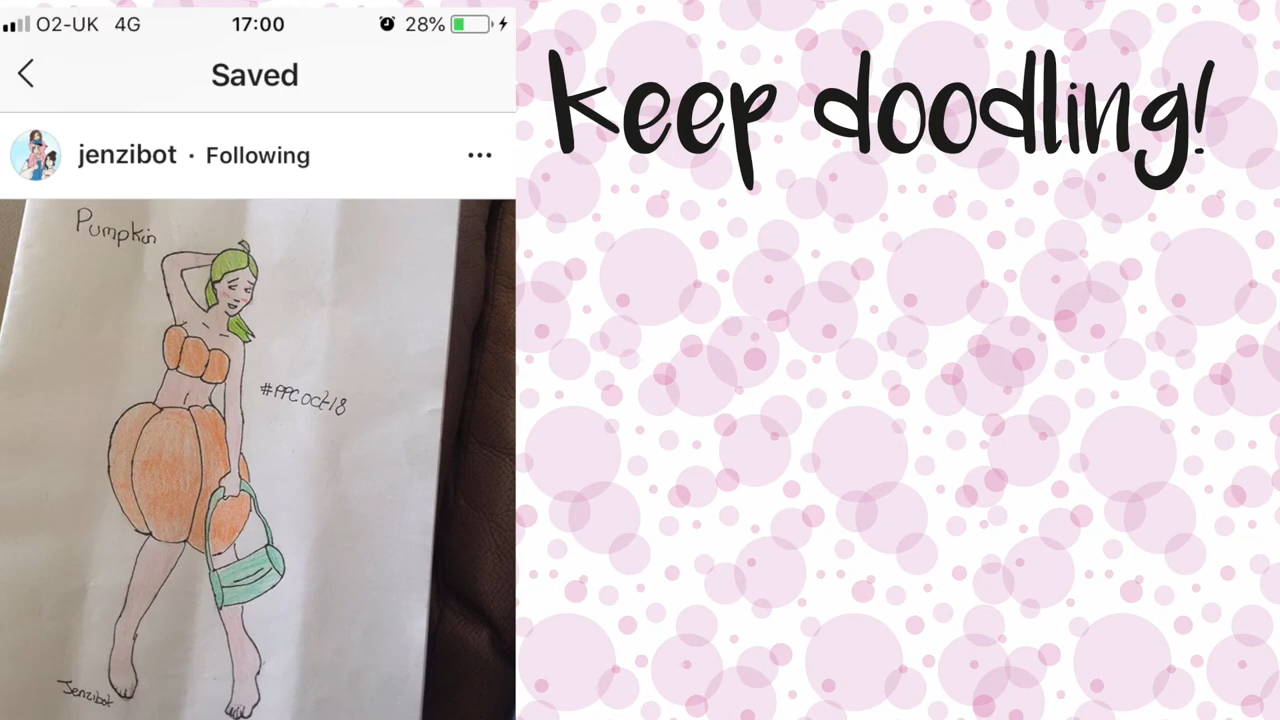 O2-UK 4G 17:00 28%
Saved
jenzibot · Following
Pumpkin
#PPCOct18
Jenzibot
keep doodling!